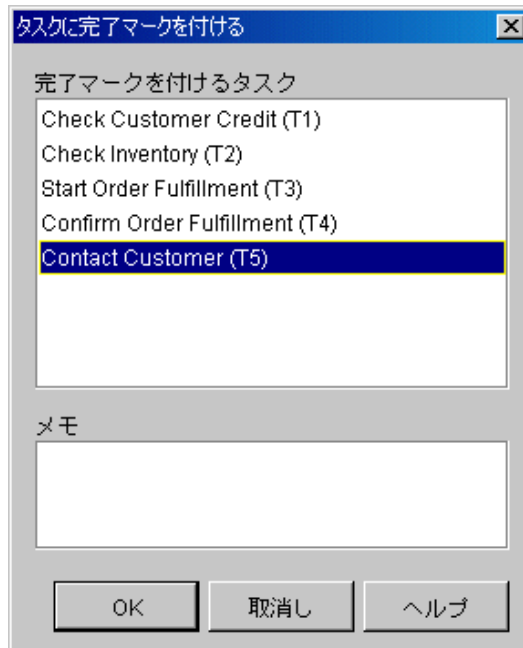 タスクに完了マークを付ける
完了マークを付けるタスク
Check Customer Credit (T1)
Check Inventory (T2)
Start Order Fulfillment (T3)
Confirm Order Fulfillment (T4)
Contact Customer (T5)
メモ
OK
取消し
ヘルプ